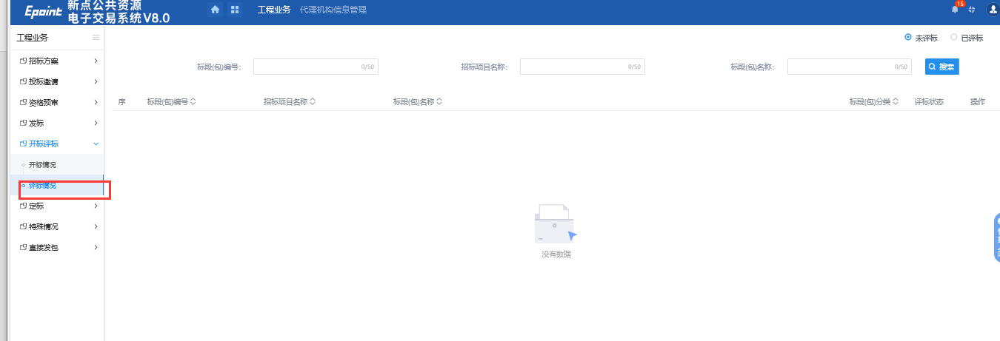 Epoint 新点公共资源
电子交易系统V8.0
工程业务 代理机构信息管理
15
工程业务
未评标 已评标
招标方案
标段(包)编号: 0/50 招标项目名称: 0/50 标段(包)名称: 0/50 搜索
投标邀请
资格预审
序 标段(包)编号 招标项目名称 标段(包)名称 标段(包)分类 评标状态 操作
发标
开标评标
开标情况
评标情况
定标
特殊情况
直接发包
没有数据